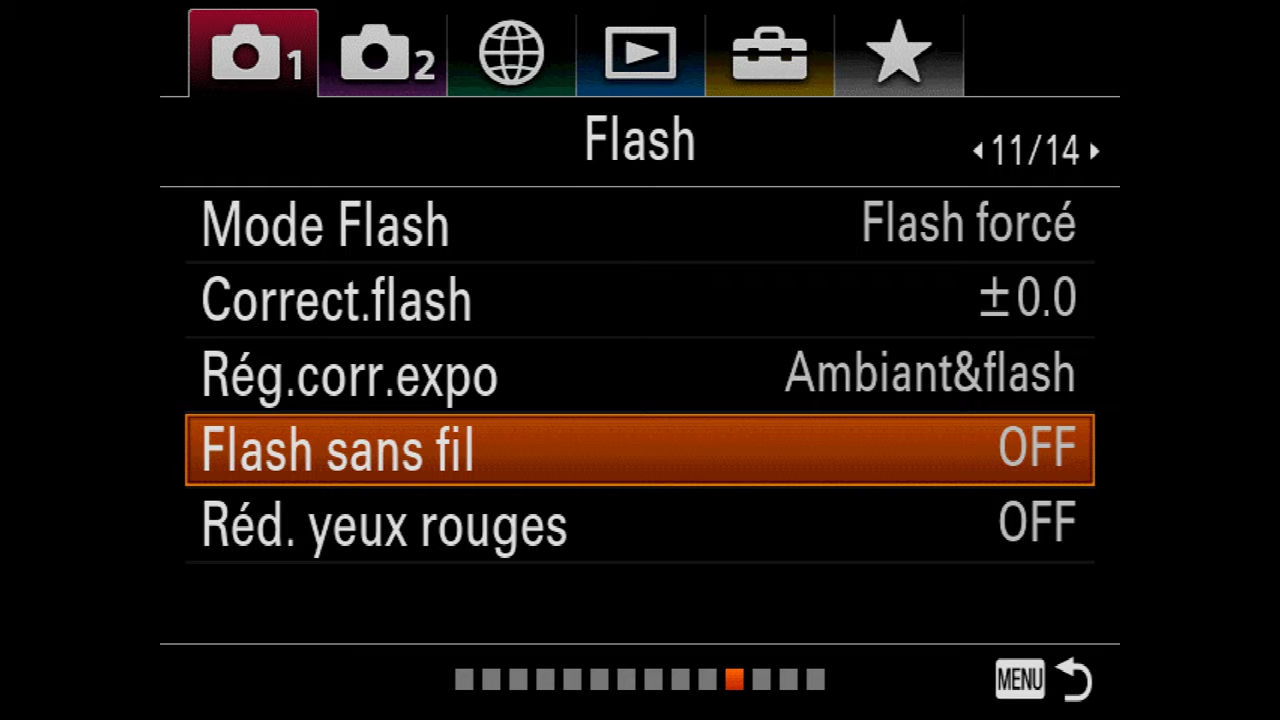 1 2
Flash
11/14
Mode Flash Flash forcé
Correct.flash ±0.0
Rég.corr.expo Ambiant&flash
Flash sans fil OFF
Réd. yeux rouges OFF
MENU